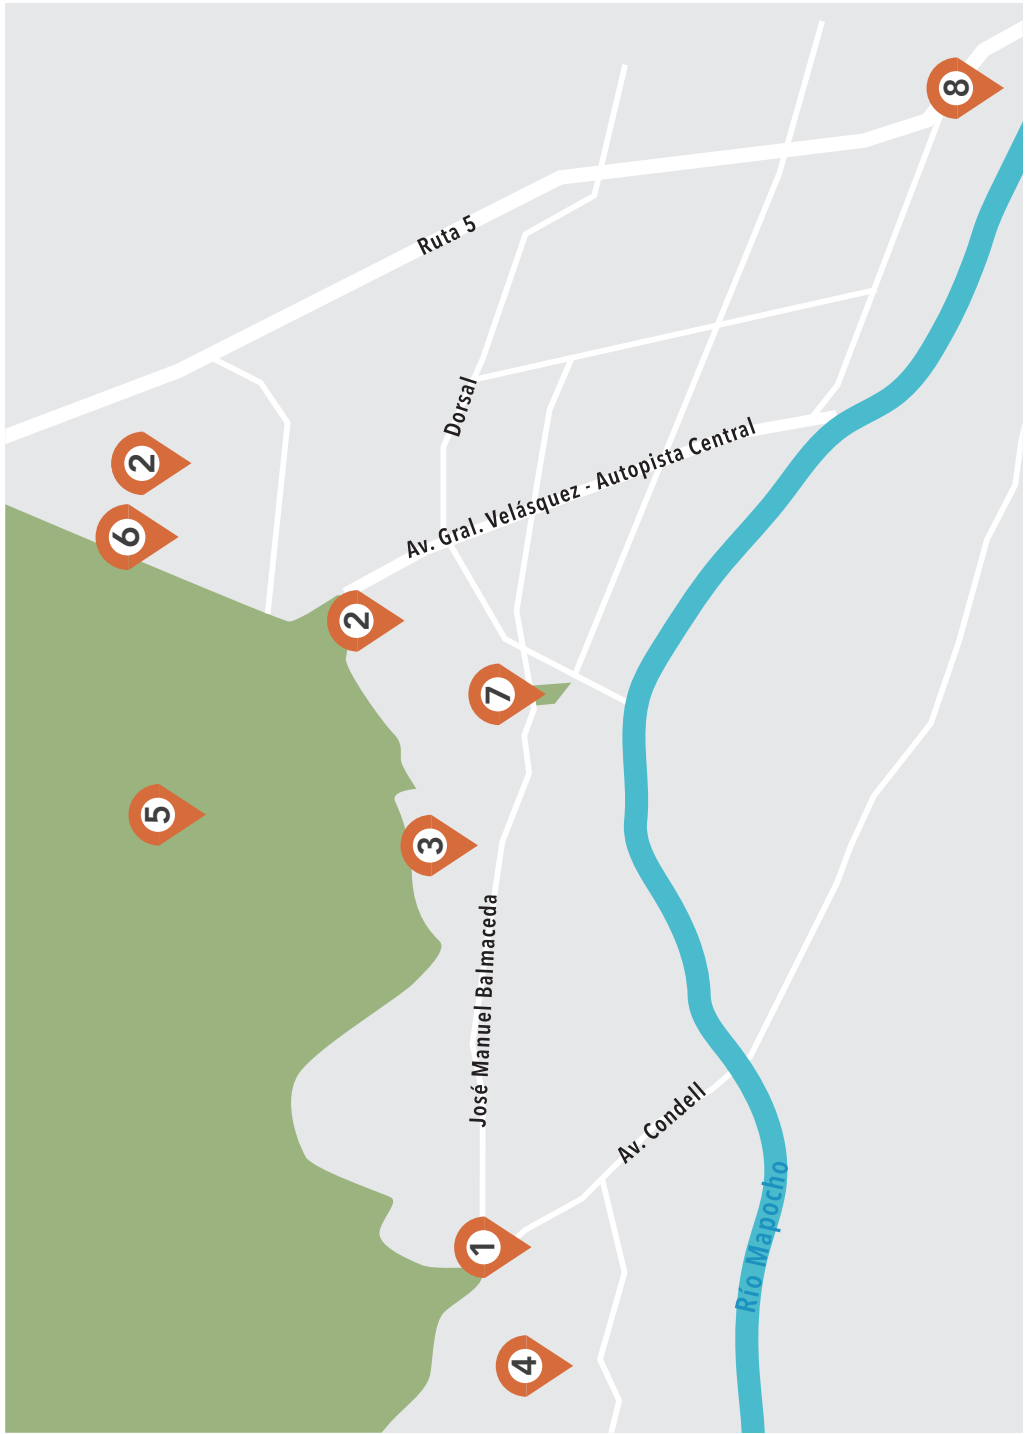 8
Ruta 5
Dorsal
2
6
Av. Gral. Velásquez - Autopista Central
2
7
5
3
José Manuel Balmaceda
Av. Condell
Río Mapocho
1
4